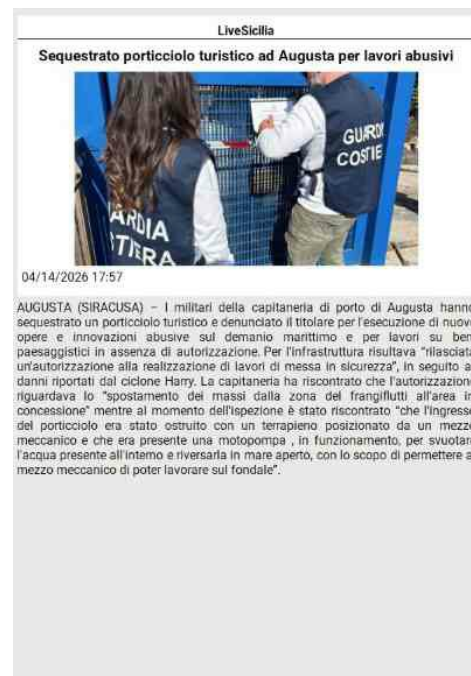 LiveSicilia
Sequestrato porticciolo turistico ad Augusta per lavori abusivi
GUARDI
COSTIE
ARDIA
TIERA
04/14/2026 17:57
AUGUSTA (SIRACUSA) – I militari della capitaneria di porto di Augusta hanno
sequestrato un porticciolo turistico e denunciato il titolare per l'esecuzione di nuove
opere e innovazioni abusive sul demanio marittimo e per lavori su ben
paesaggistici in assenza di autorizzazione. Per l'infrastruttura risultava "rilasciata
un'autorizzazione alla realizzazione di lavori di messa in sicurezza", in seguito a
danni riportati dal ciclone Harry. La capitaneria ha riscontrato che l'autorizzazione
riguardava lo "spostamento dei massi dalla zona del frangiflutti all'area in
concessione" mentre al momento dell'ispezione è stato riscontrato "che l'ingresso
del porticciolo era stato ostruito con un terrapieno posizionato da un mezzo
meccanico e che era presente una motopompa , in funzionamento, per svuotare
l'acqua presente all'interno e riversarla in mare aperto, con lo scopo di permettere a
mezzo meccanico di poter lavorare sul fondale".